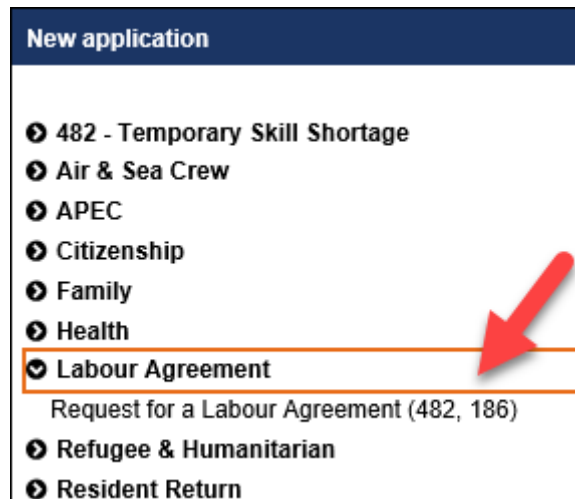 New application
482 - Temporary Skill Shortage
Air & Sea Crew
APEC
Citizenship
Family
Health
Labour Agreement
Request for a Labour Agreement (482, 186)
Refugee & Humanitarian
Resident Return